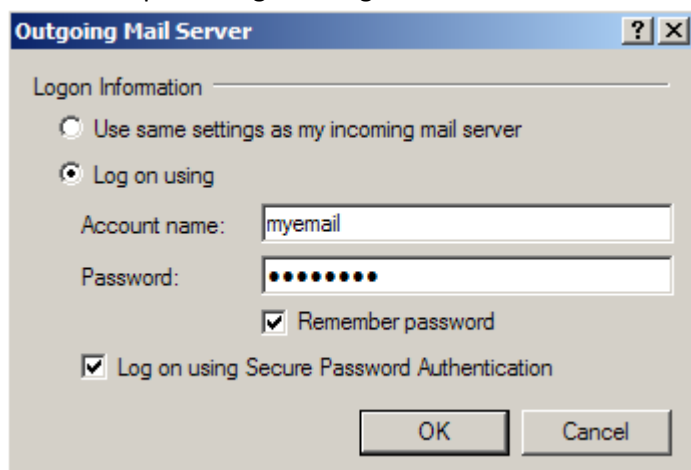 Outgoing Mail Server
Logon Information
Use same settings as my incoming mail server
Log on using
Account name: myemail
Password: ••••••••
Remember password
Log on using Secure Password Authentication
OK Cancel